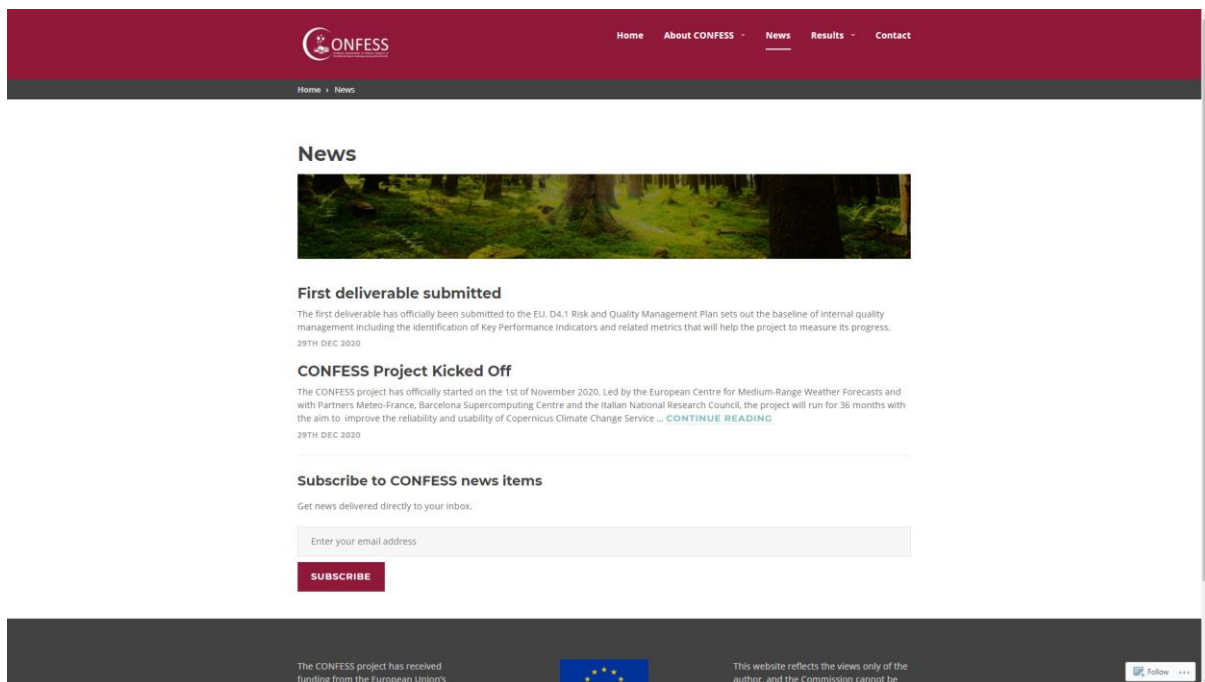 CONFESS
Home About CONFESS News Results Contact
Home › News
News
First deliverable submitted
The first deliverable has officially been submitted to the EU. D4.1 Risk and Quality Management Plan sets out the baseline of internal quality
management including the identification of Key Performance Indicators and related metrics that will help the project to measure its progress.
29TH DEC 2020
CONFESS Project Kicked Off
The CONFESS project has officially started on the 1st of November 2020. Led by the European Centre for Medium-Range Weather Forecasts and
with Partners Meteo-France, Barcelona Supercomputing Centre and the Italian National Research Council, the project will run for 36 months with
the aim to improve the reliability and usability of Copernicus Climate Change Service ... CONTINUE READING
29TH DEC 2020
Subscribe to CONFESS news items
Get news delivered directly to your inbox.
Enter your email address
SUBSCRIBE
The CONFESS project has received
funding from the European Union's
This website reflects the views only of the
author, and the Commission cannot be
Follow ...